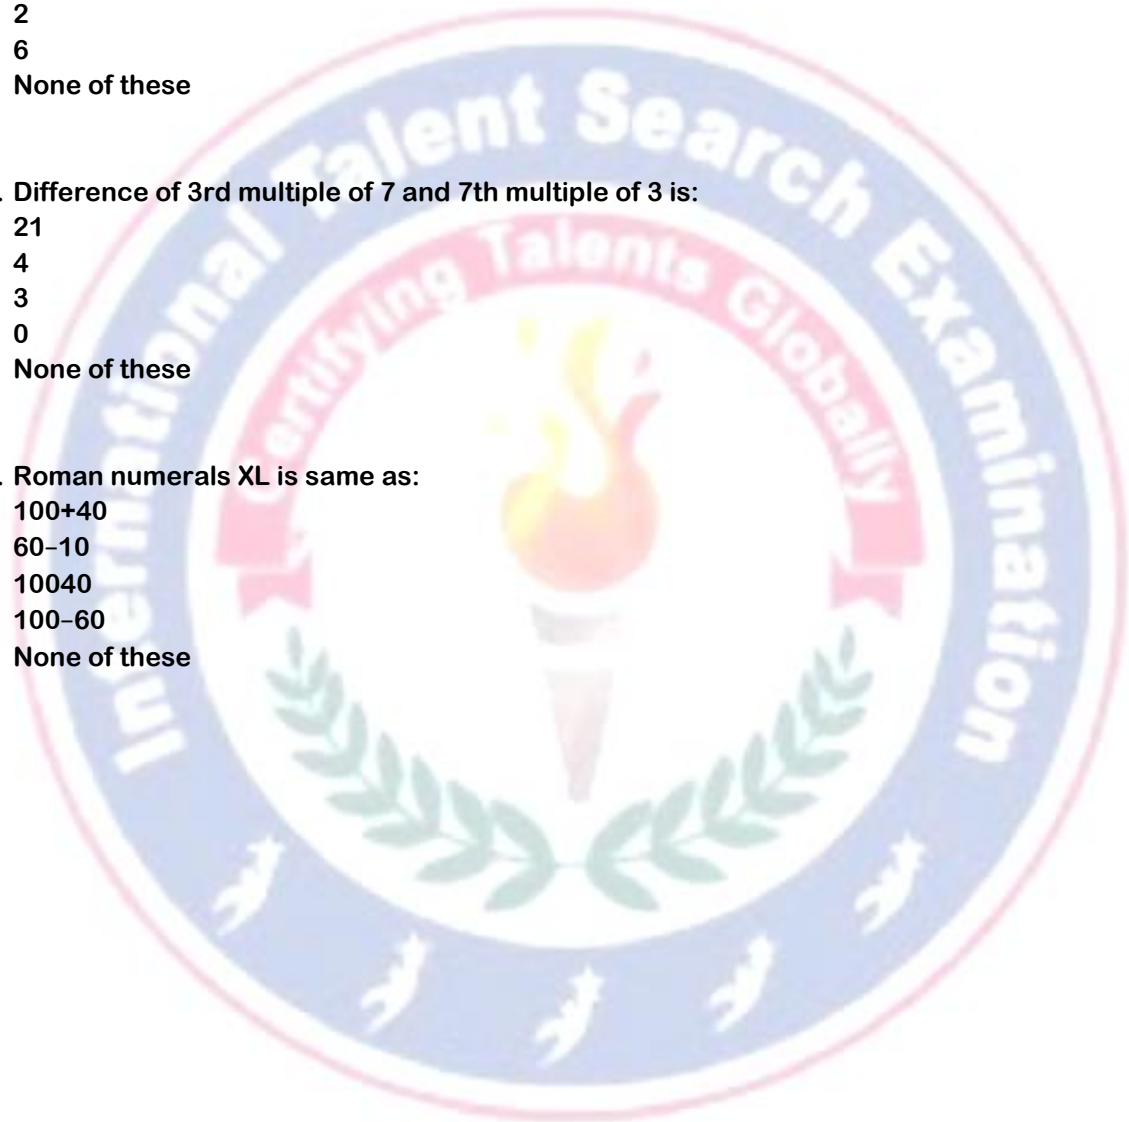 2
6
None of these
. Difference of 3rd multiple of 7 and 7th multiple of 3 is:
21
4
3
0
None of these
. Roman numerals XL is same as:
100+40
60–10
10040
100–60
None of these
International Talent Search Examination
Certifying Talents Globally